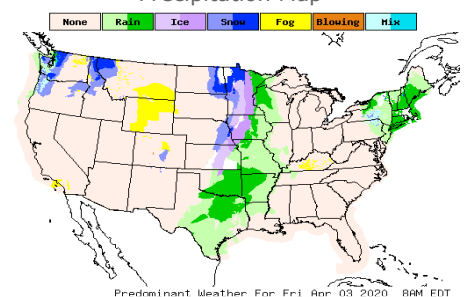 Precipitation Map
None Rain Ice Snow Fog Blowing Mix
Predominant Weather For Fri Apr 03 2020 8AM EDT